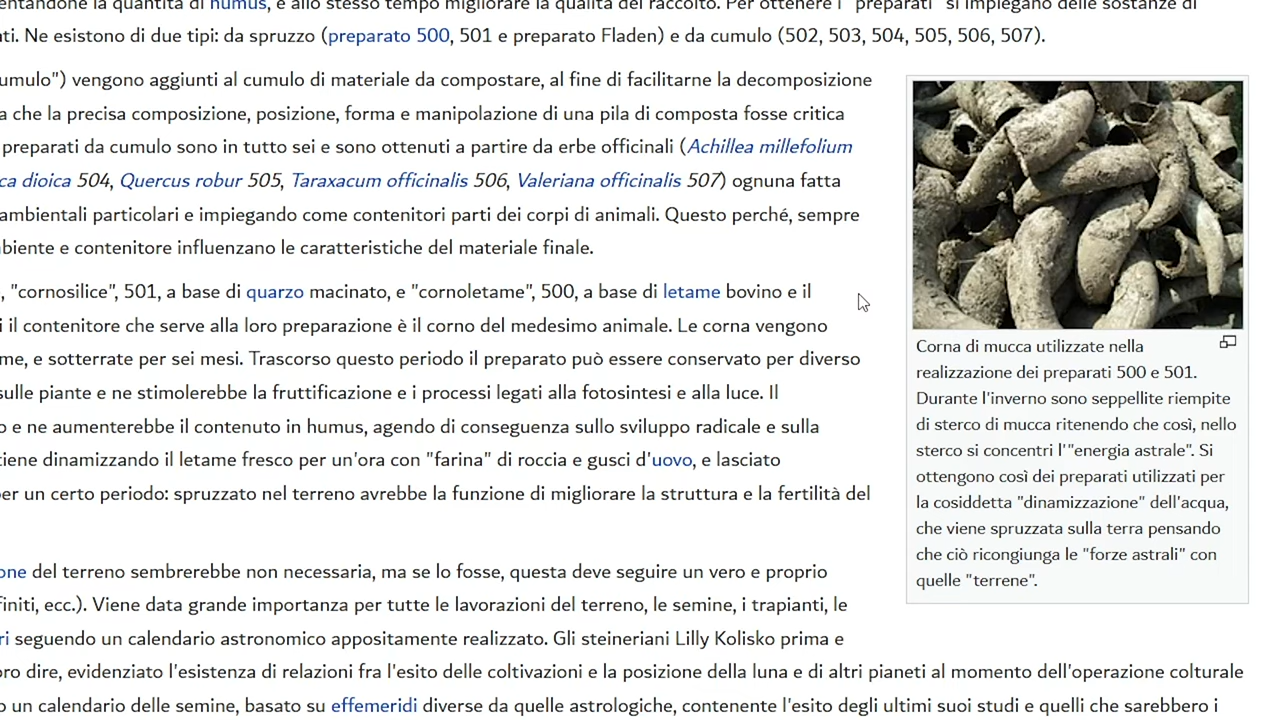 entandone la quantità di humus, e allo stesso tempo migliorare la qualità del raccolto. Per ottenere i "preparati" si impiegano delle sostanze di
nti. Ne esistono di due tipi: da spruzzo (preparato 500, 501 e preparato Fladen) e da cumulo (502, 503, 504, 505, 506, 507).
umulo") vengono aggiunti al cumulo di materiale da compostare, al fine di facilitarne la decomposizione
a che la precisa composizione, posizione, forma e manipolazione di una pila di composta fosse critica
preparati da cumulo sono in tutto sei e sono ottenuti a partire da erbe officinali (Achillea millefolium
ca dioica 504, Quercus robur 505, Taraxacum officinalis 506, Valeriana officinalis 507) ognuna fatta
ambientali particolari e impiegando come contenitori parti dei corpi di animali. Questo perché, sempre
biente e contenitore influenzano le caratteristiche del materiale finale.
, "cornosilice", 501, a base di quarzo macinato, e "cornoletame", 500, a base di letame bovino e il
i il contenitore che serve alla loro preparazione è il corno del medesimo animale. Le corna vengono
me, e sotterrate per sei mesi. Trascorso questo periodo il preparato può essere conservato per diverso
sulle piante e ne stimolerebbe la fruttificazione e i processi legati alla fotosintesi e alla luce. Il
o e ne aumenterebbe il contenuto in humus, agendo di conseguenza sullo sviluppo radicale e sulla
tiene dinamizzando il letame fresco per un'ora con "farina" di roccia e gusci d'uovo, e lasciato
per un certo periodo: spruzzato nel terreno avrebbe la funzione di migliorare la struttura e la fertilità del
one del terreno sembrerebbe non necessaria, ma se lo fosse, questa deve seguire un vero e proprio
finiti, ecc.). Viene data grande importanza per tutte le lavorazioni del terreno, le semine, i trapianti, le
ri seguendo un calendario astronomico appositamente realizzato. Gli steineriani Lilly Kolisko prima e
oro dire, evidenziato l'esistenza di relazioni fra l'esito delle coltivazioni e la posizione della luna e di altri pianeti al momento dell'operazione colturale
o un calendario delle semine, basato su effemeridi diverse da quelle astrologiche, contenente l'esito degli ultimi suoi studi e quelli che sarebbero i
Corna di mucca utilizzate nella
realizzazione dei preparati 500 e 501.
Durante l'inverno sono seppellite riempite
di sterco di mucca ritenendo che così, nello
sterco si concentri l'"energia astrale". Si
ottengono così dei preparati utilizzati per
la cosiddetta "dinamizzazione" dell'acqua,
che viene spruzzata sulla terra pensando
che ciò ricongiunga le "forze astrali" con
quelle "terrene".